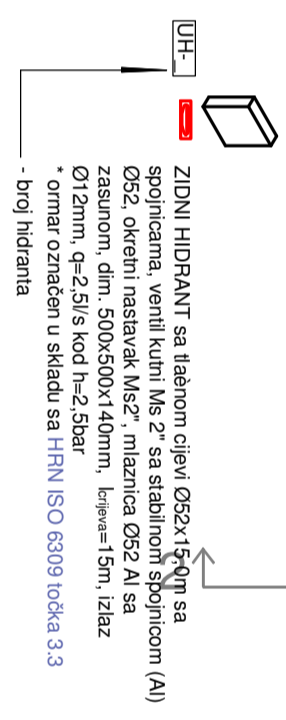 UH-_
ZIDNI HIDRANT sa tlaènom cijevi Ø52x15,0m sa
spojnicama, ventil kutni Ms 2" sa stabilnom spojnicom (Al)
Ø52, okretni nastavak Ms2", mlaznica Ø52 Al sa
zasunom, dim. 500x500x140mm, lcrijeva=15m, izlaz
Ø12mm, q=2,5l/s kod h=2,5bar
* ormar označen u skladu sa HRN ISO 6309 točka 3.3
- broj hidranta